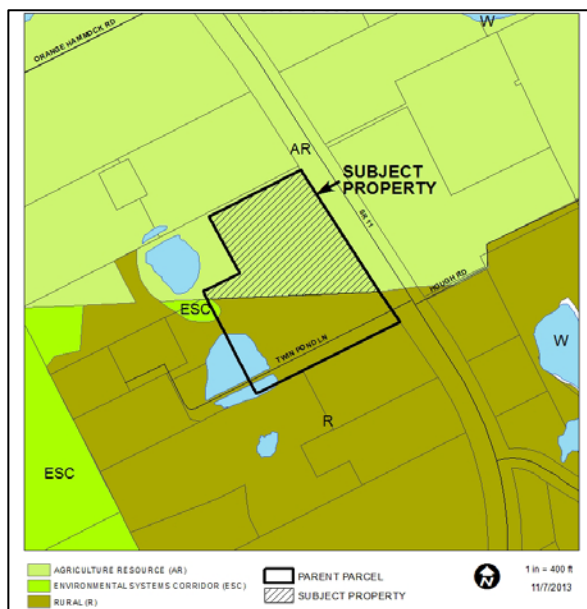 ORANGE HAMMOCK RD
W
AR
SUBJECT
PROPERTY
SR 11
HOUGH RD
ESC
TWIN POND LN
W
R
ESC
AGRICULTURE RESOURCE (AR)
ENVIRONMENTAL SYSTEMS CORRIDOR (ESC)
RURAL (R)
PARENT PARCEL
SUBJECT PROPERTY
N
1 in = 400 ft
11/7/2013